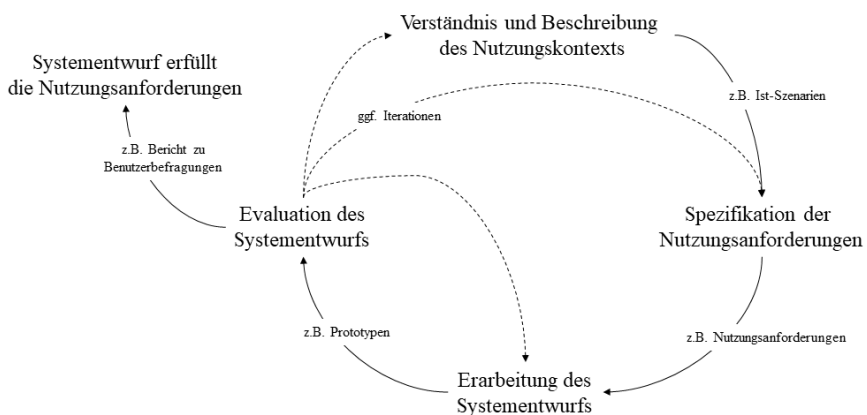 Verständnis und Beschreibung
des Nutzungskontexts
Systementwurf erfüllt
die Nutzungsanforderungen
z.B. Ist-Szenarien
ggf. Iterationen
z.B. Bericht zu
Benutzerbefragungen
Evaluation des
Systementwurfs
Spezifikation der
Nutzungsanforderungen
z.B. Prototypen
z.B. Nutzungsanforderungen
Erarbeitung des
Systementwurfs